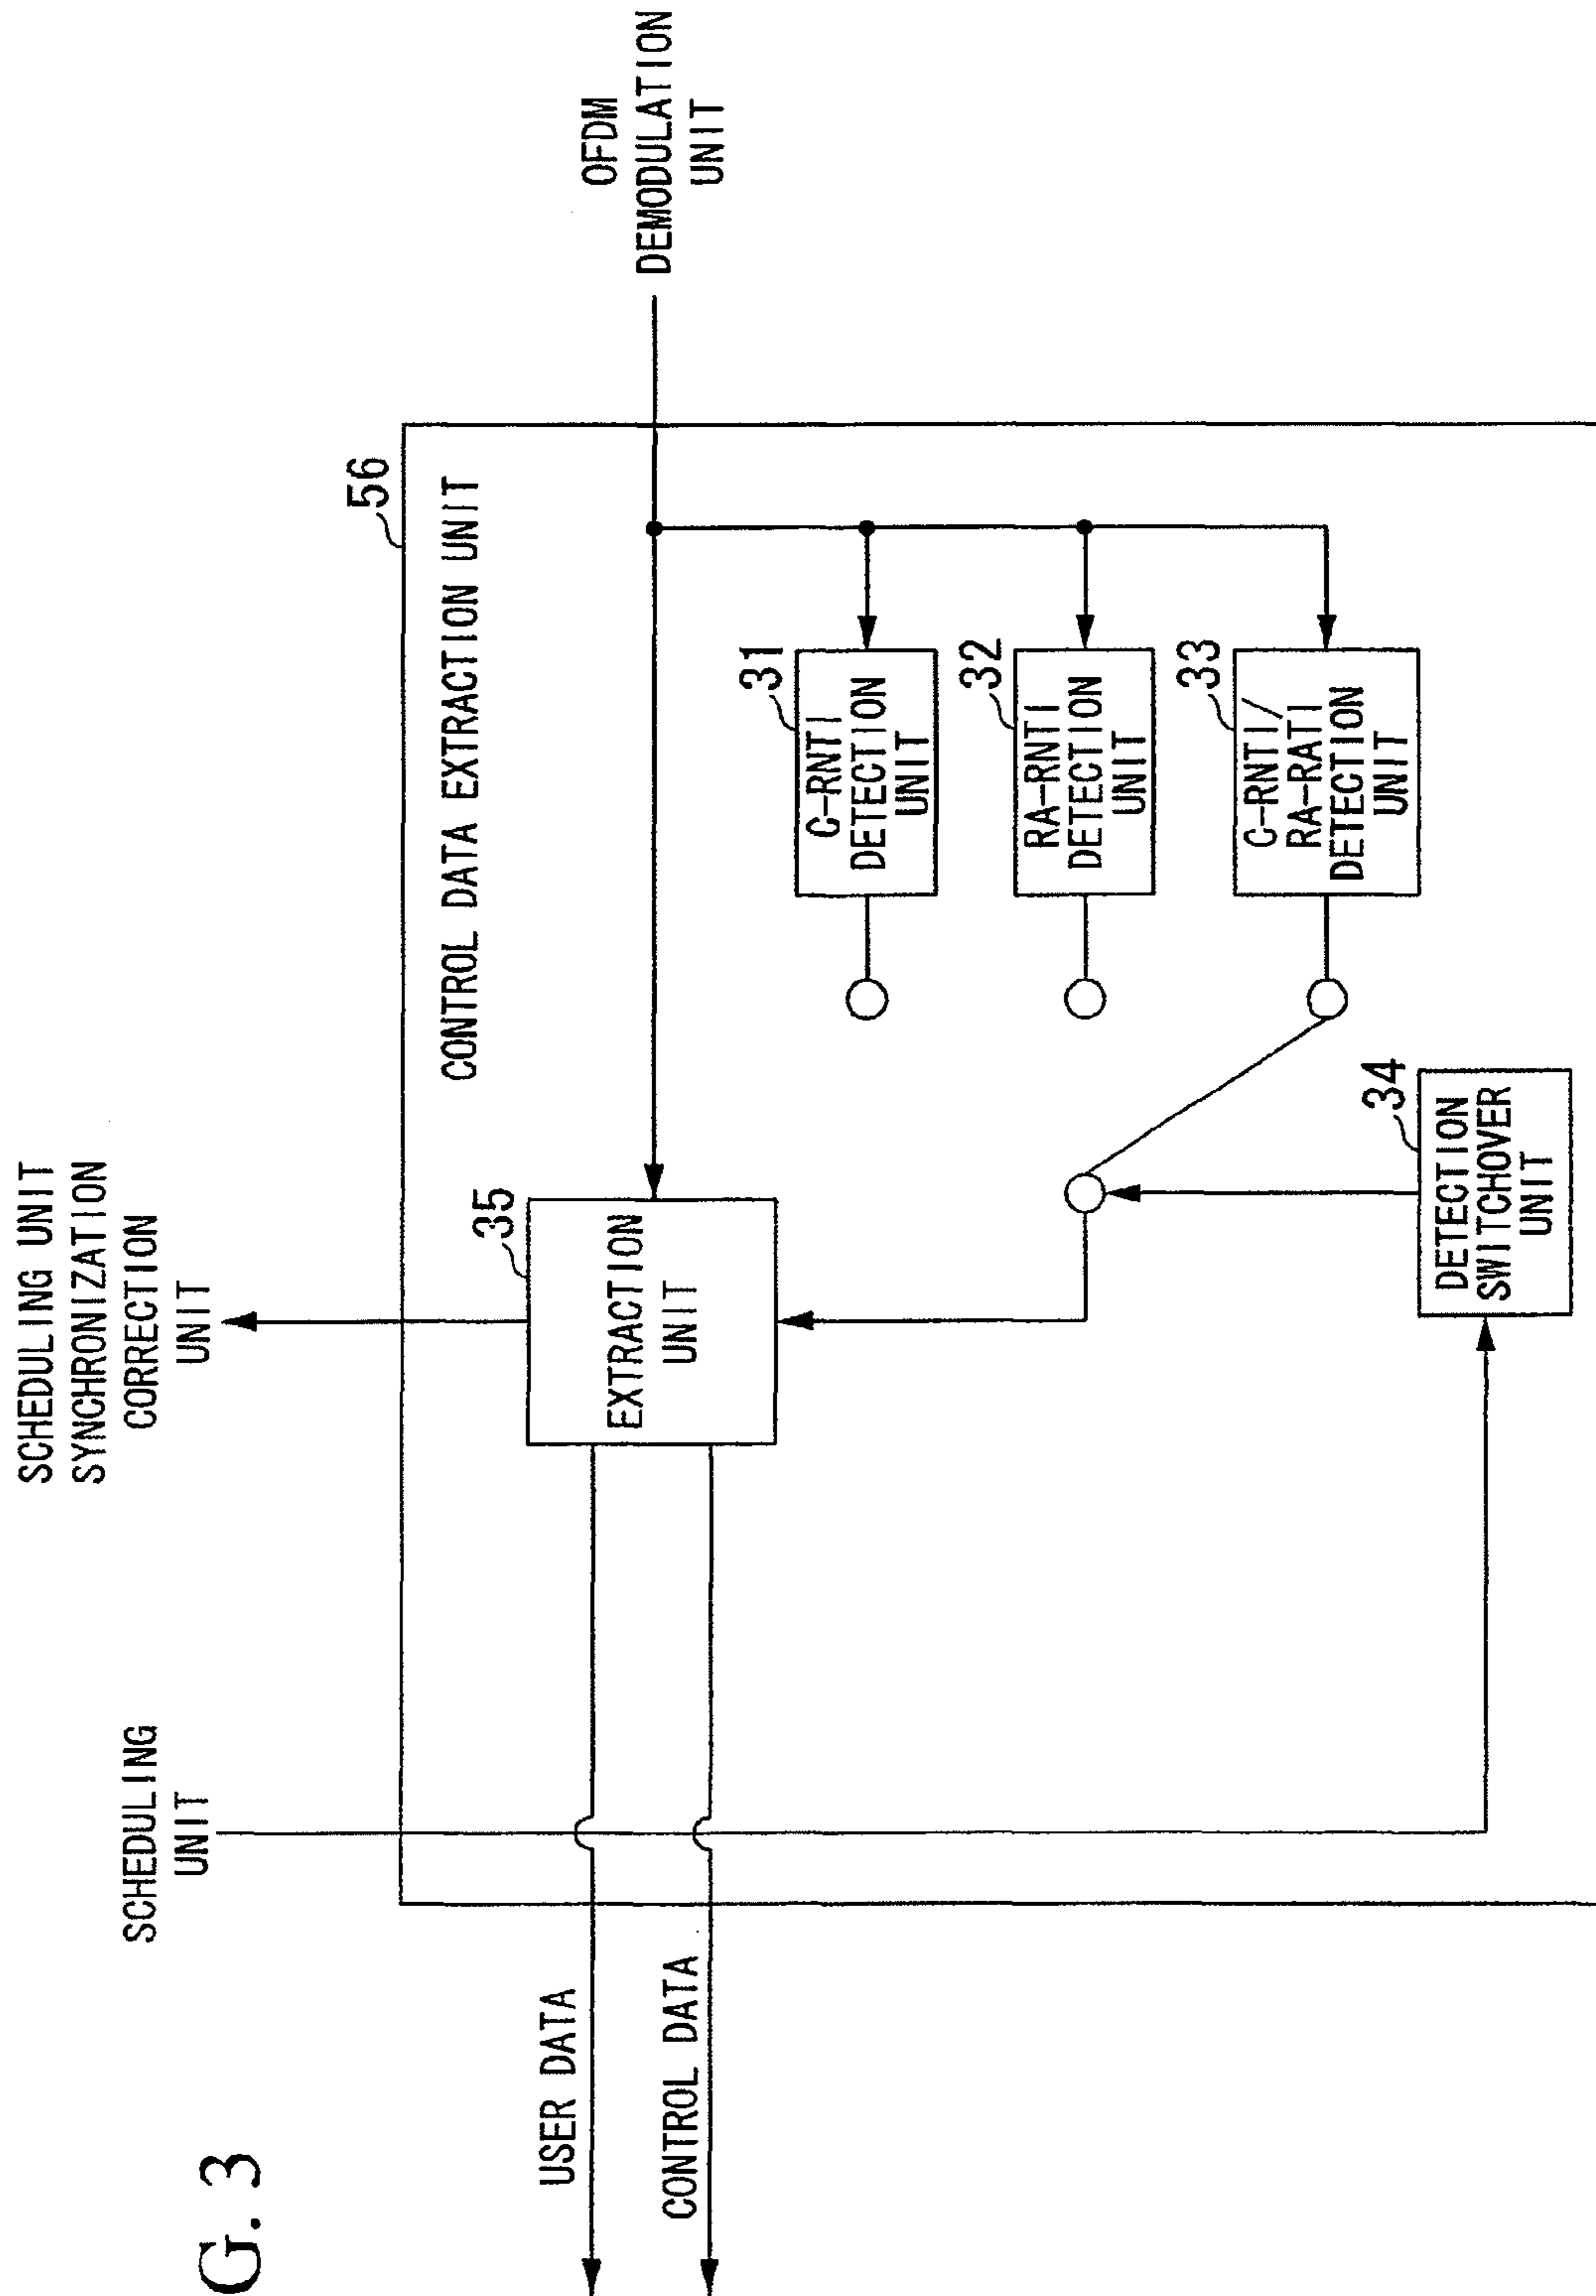 G. 3
SCHEDULING
UNIT
SCHEDULING UNIT
SYNCHRONIZATION
CORRECTION
UNIT
56
CONTROL DATA EXTRACTION UNIT
OFDM
DEMODULATION
UNIT
USER DATA
CONTROL DATA
35
EXTRACTION
UNIT
31
C-RNTI
DETECTION
UNIT
32
RA-RNTI
DETECTION
UNIT
33
C-RNTI/
RA-RATI
DETECTION
UNIT
34
DETECTION
SWITCHOVER
UNIT